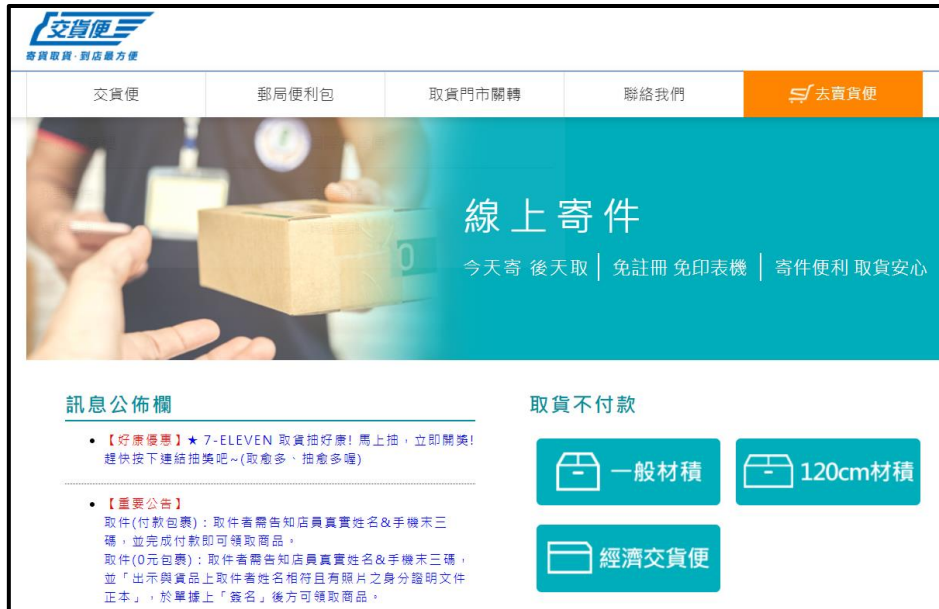 交貨便
寄貨取貨·到店最方便
交貨便
郵局便利包
取貨門市關轉
聯絡我們
去賣貨便
線上寄件
今天寄 後天取 | 免註冊 免印表機 | 寄件便利 取貨安心
訊息公佈欄
【好康優惠】★ 7-ELEVEN 取貨抽好康! 馬上抽，立即開獎!
趕快按下連結抽獎吧~(取愈多、抽愈多喔)
【重要公告】
取件(付款包裹)：取件者需告知店員真實姓名&手機末三
碼，並完成付款即可領取商品。
取件(0元包裹)：取件者需告知店員真實姓名&手機末三碼，
並「出示與貨品上取件者姓名相符且有照片之身分證明文件
正本」，於單據上「簽名」後方可領取商品。
取貨不付款
一般材積
120cm材積
經濟交貨便